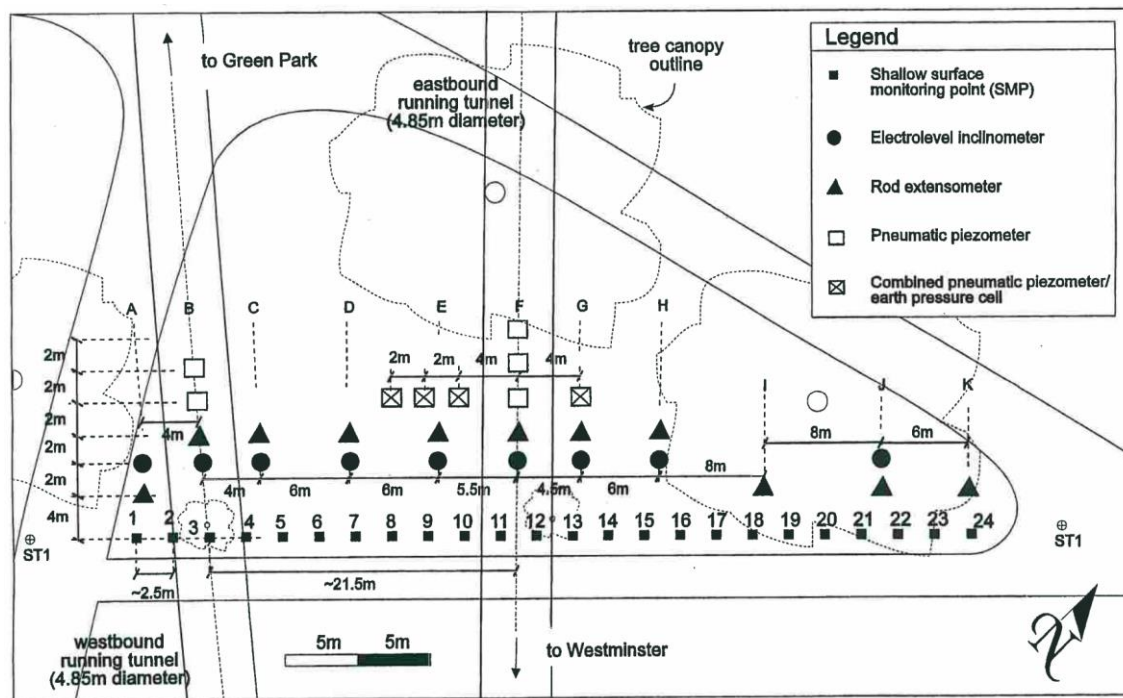 to Green Park
eastbound
running tunnel
(4.85m diameter)
tree canopy
outline
Legend
Shallow surface
monitoring point (SMP)
Electrolevel inclinometer
Rod extensometer
Pneumatic piezometer
Combined pneumatic piezometer/
earth pressure cell
A
B
C
D
E
F
G
H
I
J
K
2m
2m
2m
2m
4m
4m
2m
2m
4m
4m
8m
6m
4m
6m
6m
5.5m
4.5m
6m
8m
1 2 3 4 5 6 7 8 9 10 11 12 13 14 15 16 17 18 19 20 21 22 23 24
ST1
ST1
~2.5m
~21.5m
westbound
running tunnel
(4.85m diameter)
5m 5m
to Westminster
N